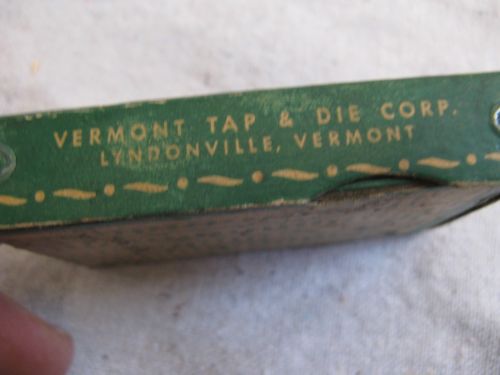 VERMONT TAP & DIE CORP.
LYNDONVILLE, VERMONT